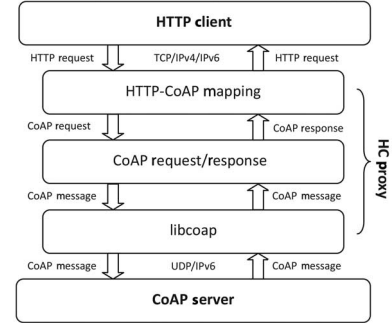 HTTP client
HTTP request TCP/IPv4/IPv6 HTTP request
HTTP-CoAP mapping
CoAP request CoAP response
CoAP request/response
CoAP message CoAP message
libcoap
CoAP message UDP/IPv6 CoAP message
CoAP server
HC proxy